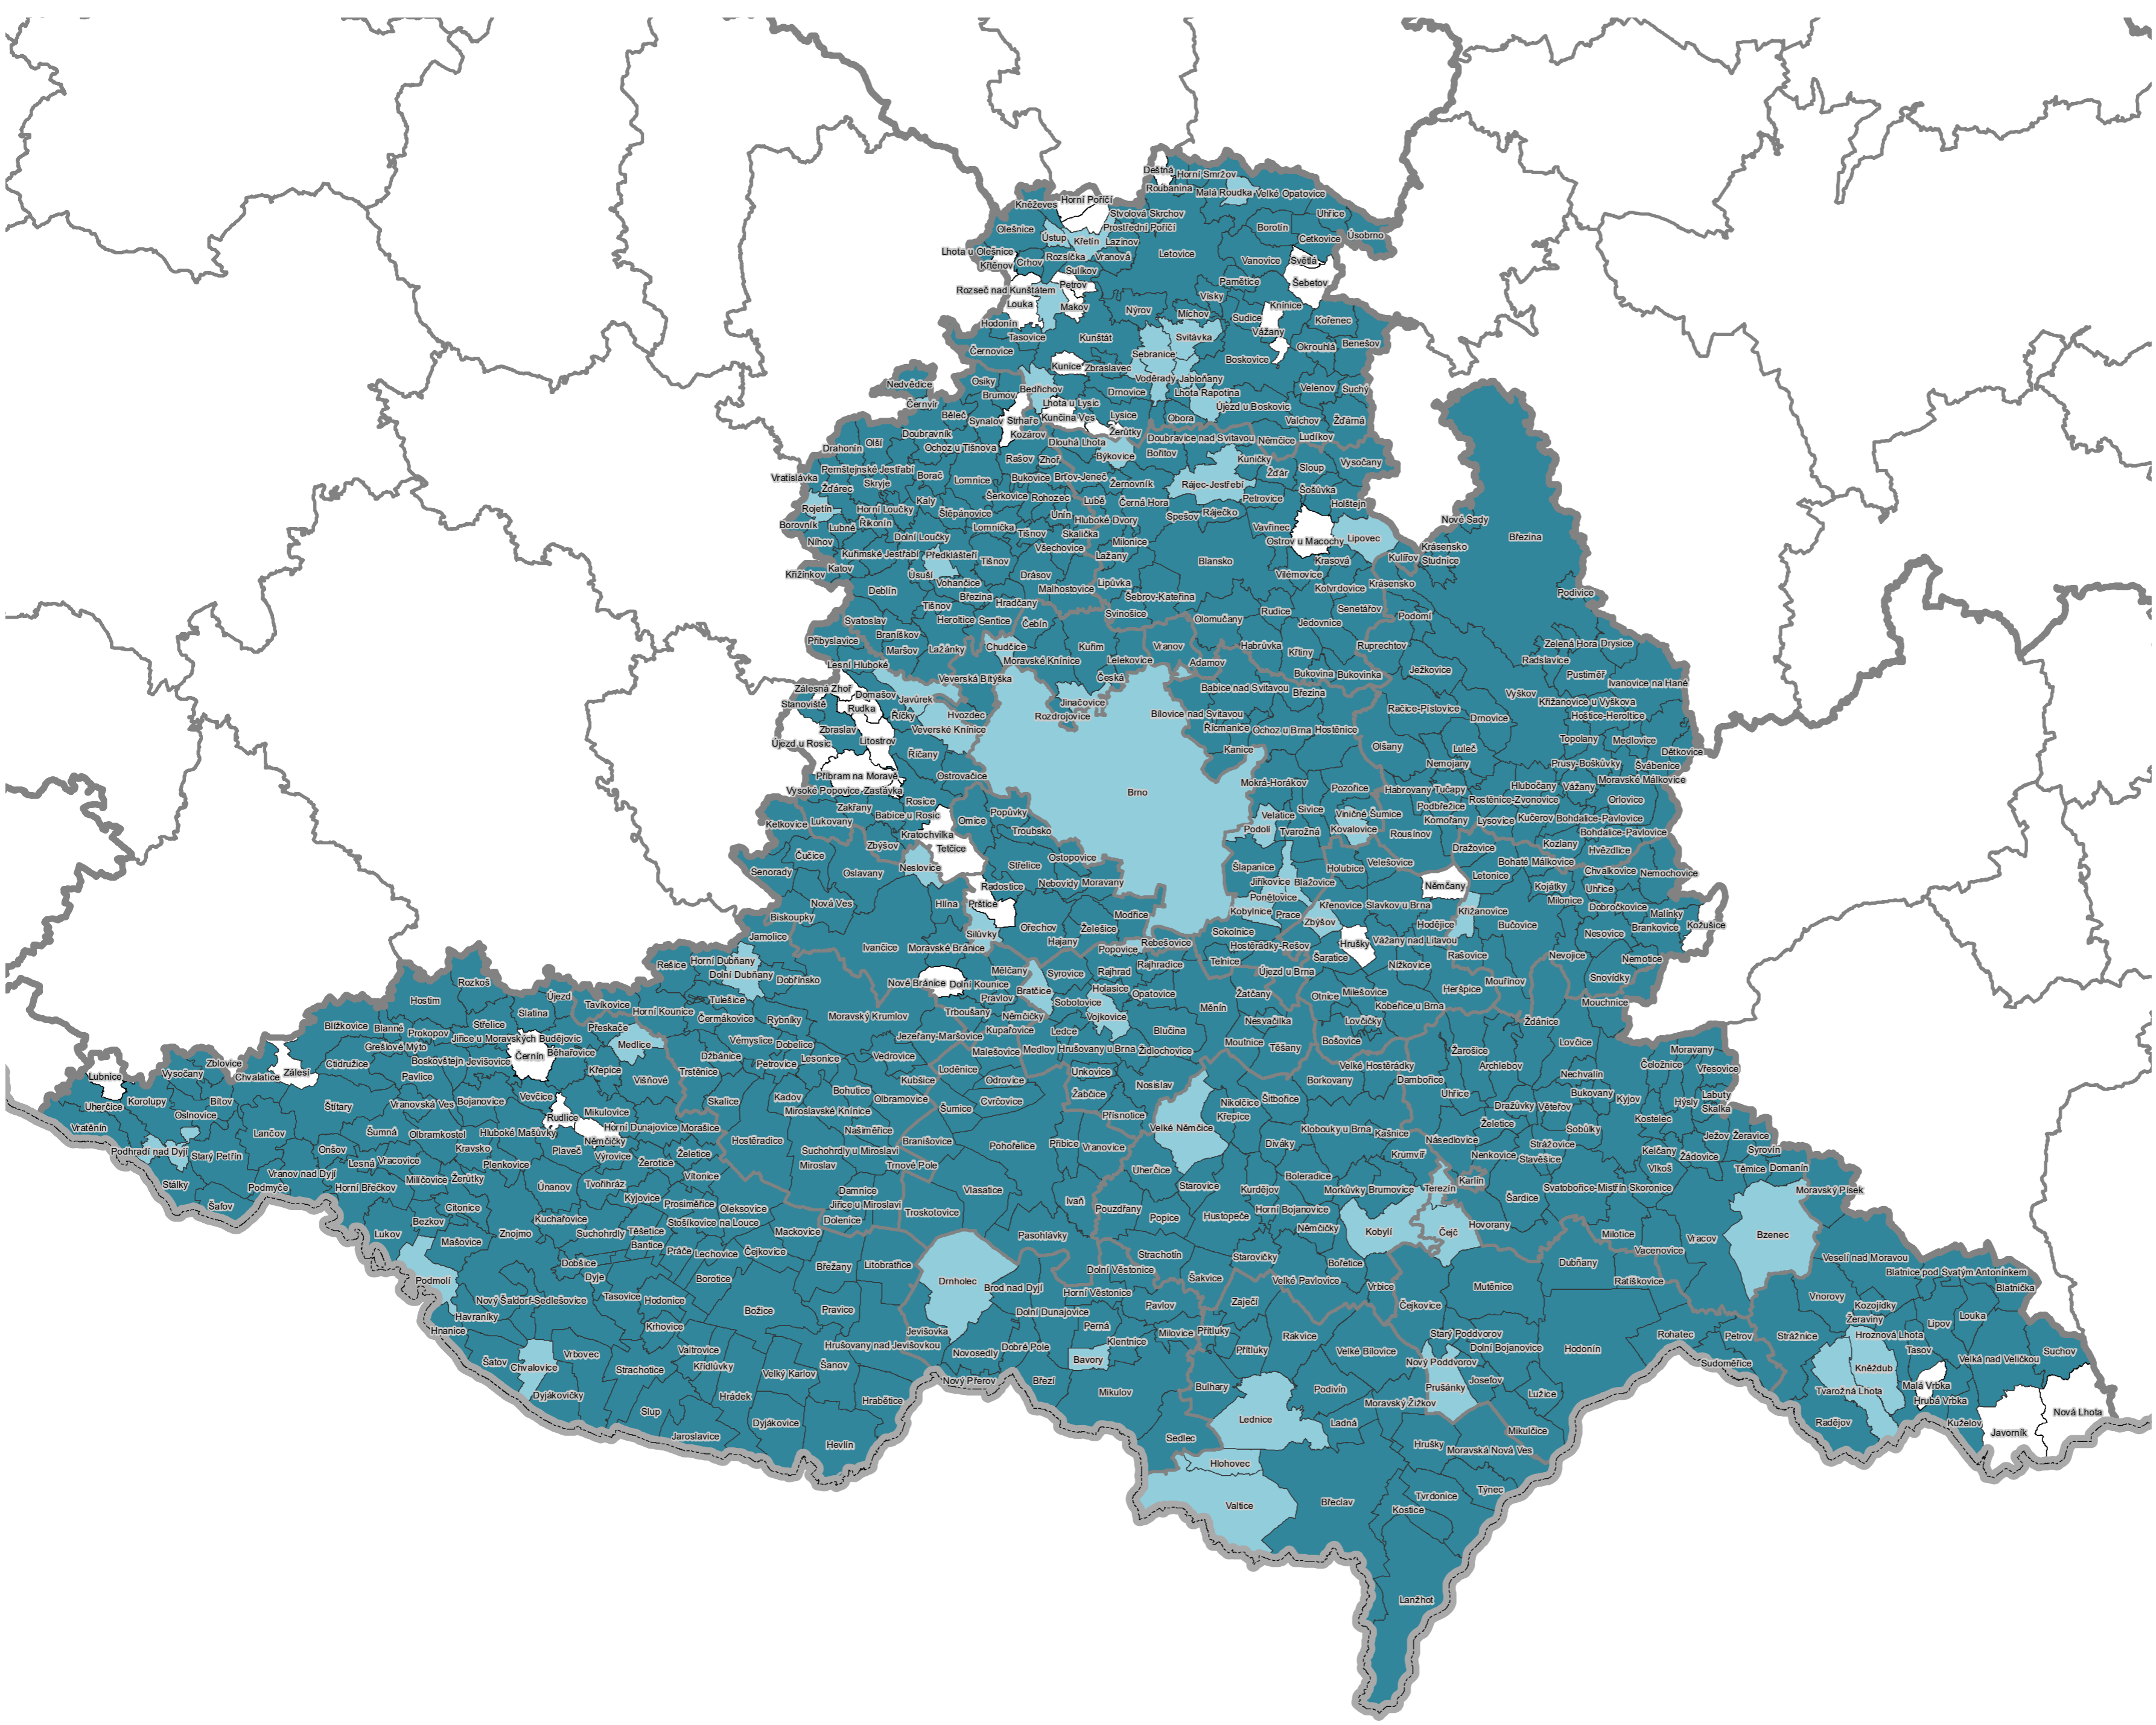 Deštná
Horní Smržov
Roubanina
Malá Roudka
Velké Opatovice
Horní Poříčí
Kněževes
Stvolová
Skrchov
Uhřice
Prostřední Poříčí
Borotín
Olešnice
Ústup
Křetín
Lazinov
Cetkovice
Úsobrno
Lhota u Olešnice
Crhov
Rozsíčka
Vranová
Letovice
Vanovice
Světlá
Křtěnov
Sulíkov
Petrov
Pamětice
Šebetov
Rozseč nad Kunštátem
Louka
Makov
Nýrov
Vísky
Míchov
Sudice
Knínice
Kořenec
Hodonín
Tasovice
Kunštát
Svitávka
Vážany
Okrouhlá
Benešov
Černovice
Sebranice
Boskovice
Kunice
Zbraslavec
Voděrady
Jabloňany
Nedvědice
Osiky
Bedřichov
Drnovice
Lhota Rapotina
Velenov
Suchý
Černvír
Brumov
Lhota u Lysic
Újezd u Boskovic
Běleč
Synalov
Strhaře
Kunčina Ves
Lysice
Obora
Valchov
Žďárná
Doubravník
Kozárov
Žerůtky
Doubravice nad Svitavou
Němčice
Ludíkov
Drahonín
Olší
Ochoz u Tišnova
Dlouhá Lhota
Býkovice
Bořitov
Kuničky
Rašov
Zhoř
Vysočany
Vratislávka
Pernštejnské Jestřabí
Borač
Lomnice
Bukovice
Brťov-Jeneč
Žernovník
Rájec-Jestřebí
Žďár
Sloup
Žďárec
Skryje
Kaly
Šerkovice
Rohozec
Lubě
Černá Hora
Petrovice
Šošůvka
Holštejn
Rojetín
Horní Loučky
Štěpánovice
Unín
Hluboké Dvory
Spešov
Ráječko
Borovník
Lubné
Říkonín
Lomnička
Tišnov
Skalička
Vavřinec
Nové Sady
Níhov
Dolní Loučky
Všechovice
Milonice
Ostrov u Macochy
Lipovec
Krásensko
Březina
Kuřimské Jestřabí
Předklášteří
Tišnov
Lažany
Blansko
Krasová
Kulířov
Studnice
Křižínkov
Katov
Úsuší
Vohančice
Drásov
Vilémovice
Krásensko
Deblín
Březina
Malhostovice
Lipůvka
Kotvrdovice
Podivice
Tišnov
Hradčany
Šebrov-Kateřina
Svatoslav
Heroltice
Sentice
Čebín
Svinošice
Olomučany
Rudice
Senetářov
Podomí
Přibyslavice
Braníškov
Jedovnice
Maršov
Lažánky
Chudčice
Kuřim
Vranov
Habrůvka
Křtiny
Ruprechtov
Zelená Hora
Drysice
Lesní Hluboké
Moravské Knínice
Lelekovice
Adamov
Bukovina
Bukovinka
Ježkovice
Radslavice
Pustiměř
Ivanovice na Hané
Zálesná Zhoř
Domašov
Javůrek
Veverská Bítýška
Česká
Babice nad Svitavou
Březina
Vyškov
Křižanovice u Vyškova
Stanoviště
Rudka
Říčky
Hvozdec
Jinačovice
Rozdrojovice
Bílovice nad Svitavou
Řícmanice
Račice-Pístovice
Drnovice
Hoštice-Heroltice
Zbraslav
Veverské Knínice
Ochoz u Brna
Hostěnice
Topolany
Medlovice
Újezd u Rosic
Litostrov
Říčany
Kanice
Olšany
Luleč
Dětkovice
Příbram na Moravě
Ostrovačice
Mokrá-Horákov
Nemojany
Prusy-Boškůvky
Švábenice
Moravské Málkovice
Vysoké Popovice
Zastávka
Brno
Pozořice
Habrovany
Tučapy
Hlubočany
Vážany
Zakřany
Rosice
Podbřežice
Rostěnice-Zvonovice
Orlovice
Ketkovice
Lukovany
Babice u Rosic
Omice
Popůvky
Velatice
Sivice
Viničné Šumice
Komořany
Lysovice
Kučerov
Bohdalice-Pavlovice
Kratochvilka
Troubsko
Podolí
Tvarožná
Kovalovice
Rousínov
Bohdalice-Pavlovice
Zbýšov
Tetčice
Dražovice
Kozlany
Hvězdlice
Čučice
Neslovice
Střelice
Ostopovice
Šlapanice
Holubice
Velešovice
Bohaté Málkovice
Chvalkovice
Nemochovice
Senorady
Oslavany
Radostice
Nebovidy
Moravany
Jiříkovice
Blažovice
Němčany
Letonice
Kojátky
Uhřice
Nová Ves
Hlína
Prštice
Ponětovice
Křenovice
Slavkov u Brna
Milonice
Dobročkovice
Malínky
Biskoupky
Modřice
Kobylnice
Prace
Zbýšov
Křižanovice
Bučovice
Nesovice
Brankovice
Kožušice
Jamolice
Silůvky
Ořechov
Želešice
Sokolnice
Hodějice
Ivančice
Moravské Bránice
Hajany
Popovice
Rebešovice
Hostěrádky-Rešov
Hrušky
Vážany nad Litavou
Rešice
Horní Dubňany
Šaratice
Rašovice
Nevojice
Nemotice
Dolní Dubňany
Dobřínsko
Mělčany
Syrovice
Rajhrad
Rajhradice
Telnice
Újezd u Brna
Nížkovice
Snovídky
Rozkoš
Nové Bránice
Dolní Kounice
Bratčice
Holasice
Opatovice
Žatčany
Otnice
Milešovice
Heršpice
Mouřínov
Hostim
Újezd
Tavíkovice
Tulešice
Pravlov
Sobotovice
Měnín
Kobeřice u Brna
Mouchnice
Slatina
Horní Kounice
Čermákovice
Rybníky
Moravský Krumlov
Trboušany
Němčičky
Vojkovice
Nesvačilka
Lovčičky
Ždánice
Blížkovice
Blanné
Prokopov
Střelice
Přeskače
Vémyslice
Dobelice
Jezeřany-Maršovice
Kupařovice
Ledce
Blučina
Moutnice
Těšany
Bošovice
Lovčice
Grešlové Mýto
Jiřice u Moravských Budějovic
Medlice
Džbánice
Petrovice
Lesonice
Vedrovice
Malešovice
Medlov
Hrušovany u Brna
Židlochovice
Žarošice
Moravany
Zblovice
Ctidružice
Boskovštejn
Jevišovice
Černín
Běhařovice
Křepice
Trstěnice
Loděnice
Unkovice
Velké Hostěrádky
Archlebov
Čeložnice
Vřesovice
Lubnice
Vysočany
Chvalatice
Zálesí
Pavlice
Višňové
Kubšice
Odrovice
Nosislav
Borkovany
Dambořice
Nechvalín
Bukovany
Labuty
Uherčice
Korolupy
Bítov
Vevčice
Skalice
Kadov
Bohutice
Olbramovice
Cvrčovice
Žabčice
Nikolčice
Šitbořice
Uhřice
Kyjov
Hýsly
Skalka
Oslnovice
Štítary
Vranovská Ves
Bojanovice
Mikulovice
Miroslavské Knínice
Šumice
Přísnotice
Křepice
Dražůvky
Věteřov
Kostelec
Vratěnín
Lančov
Šumná
Olbramkostel
Hluboké Mašůvky
Rudlice
Horní Dunajovice
Morašice
Našiměřice
Velké Němčice
Klobouky u Brna
Kašnice
Želetice
Sobůlky
Ježov
Žeravice
Podhradí nad Dyjí
Starý Petřín
Onšov
Kravsko
Plaveč
Němčičky
Výrovice
Želetice
Hostěradice
Suchohrdly u Miroslavi
Branišovice
Pohořelice
Přibice
Vranovice
Diváky
Násedlovice
Strážovice
Kelčany
Žádovice
Syrovín
Lesná
Vracovice
Plenkovice
Žerotice
Miroslav
Trnové Pole
Uherčice
Krumvíř
Nenkovice
Stavěšice
Vlkoš
Těmice
Domanín
Stálky
Vranov nad Dyjí
Milíčovice
Žerůtky
Únanov
Tvořihráz
Vítonice
Vlasatice
Starovice
Boleradice
Karlín
Podmyče
Horní Břečkov
Kyjovice
Prosiměřice
Damnice
Ivaň
Kurdějov
Morkůvky
Brumovice
Terezín
Šardice
Svatobořice-Mistřín
Skoronice
Moravský Písek
Šafov
Citonice
Oleksovice
Jiřice u Miroslavi
Pouzdřany
Popice
Hustopeče
Horní Bojanovice
Bezkov
Kuchařovice
Stošíkovice na Louce
Dolenice
Troskotovice
Němčičky
Hovorany
Lukov
Mašovice
Znojmo
Suchohrdly
Těšetice
Mackovice
Pasohlávky
Kobylí
Čejč
Milotice
Vracov
Bzenec
Bantice
Práče
Lechovice
Čejkovice
Strachotín
Starovičky
Bořetice
Vacenovice
Dobšice
Břežany
Litobratřice
Dolní Věstonice
Dubňany
Veselí nad Moravou
Podmolí
Dyje
Borotice
Drnholec
Brod nad Dyjí
Šakvice
Velké Pavlovice
Vrbice
Mutěnice
Ratíškovice
Blatnice pod Svatým Antonínkem
Nový Šaldorf-Sedlešovice
Tasovice
Hodonice
Božice
Pravice
Horní Věstonice
Pavlov
Zaječí
Čejkovice
Vnorovy
Kozojídky
Blatnička
Havraníky
Dolní Dunajovice
Žeraviny
Louka
Hnanice
Krhovice
Jevišovka
Perná
Milovice
Přítluky
Rakvice
Starý Poddvorov
Rohatec
Petrov
Strážnice
Hroznová Lhota
Lipov
Šatov
Chvalovice
Vrbovec
Valtrovice
Hrušovany nad Jevišovkou
Novosedly
Dobré Pole
Klentnice
Přítluky
Velké Bílovice
Dolní Bojanovice
Hodonín
Tasov
Suchov
Strachotice
Křídlůvky
Šanov
Bavory
Nový Poddvorov
Sudoměřice
Kněždub
Velká nad Veličkou
Dyjákovičky
Hrádek
Velký Karlov
Nový Přerov
Březí
Mikulov
Bulhary
Podivín
Prušánky
Josefov
Lužice
Tvarožná Lhota
Malá Vrbka
Slup
Hrabětice
Moravský Žižkov
Hrubá Vrbka
Jaroslavice
Dyjákovice
Lednice
Ladná
Mikulčice
Radějov
Kuželov
Nová Lhota
Hevlín
Sedlec
Hrušky
Moravská Nová Ves
Javorník
Hlohovec
Valtice
Břeclav
Tvrdonice
Týnec
Kostice
Lanžhot